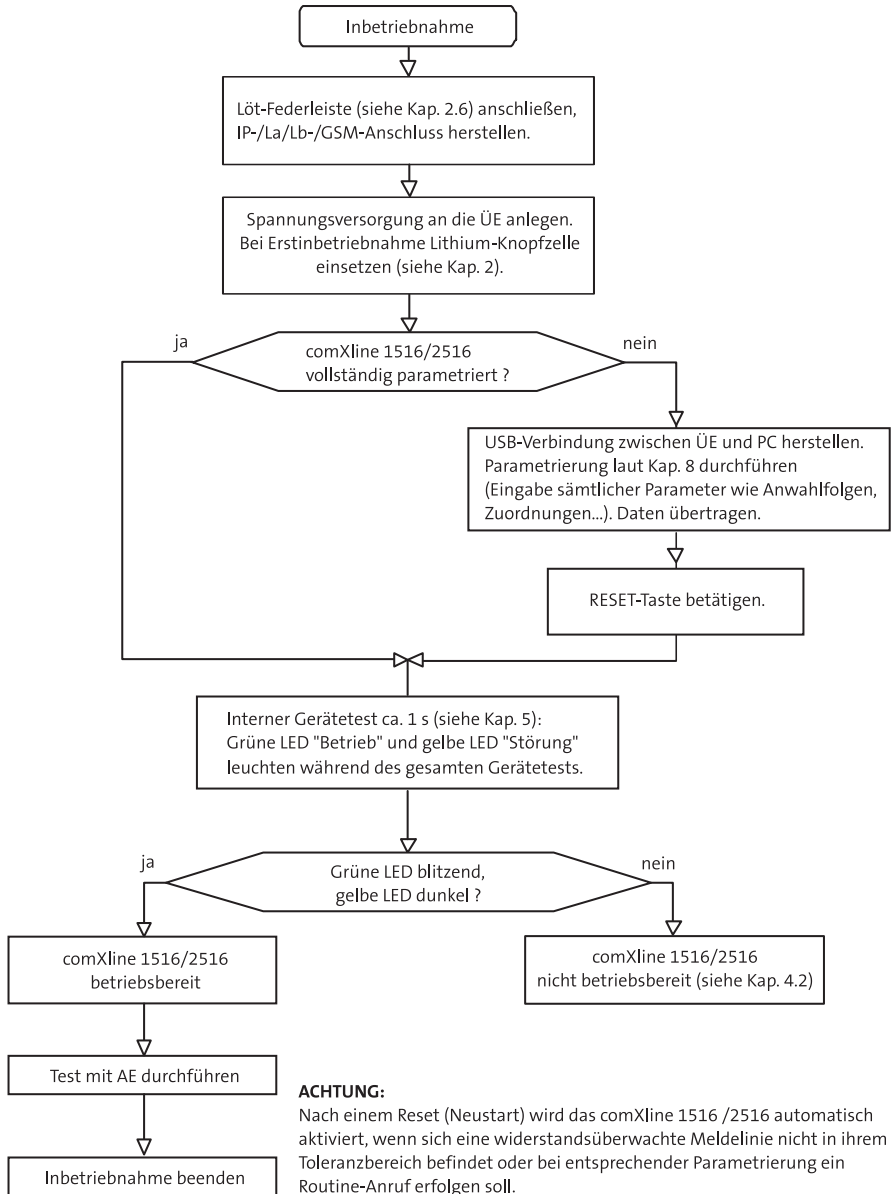 Inbetriebnahme
Löt-Federleiste (siehe Kap. 2.6) anschließen,
IP-/La/Lb-/GSM-Anschluss herstellen.
Spannungsversorgung an die ÜE anlegen.
Bei Erstinbetriebnahme Lithium-Knopfzelle
einsetzen (siehe Kap. 2).
ja
nein
comXline 1516/2516
vollständig parametriert ?
USB-Verbindung zwischen ÜE und PC herstellen.
Parametrierung laut Kap. 8 durchführen
(Eingabe sämtlicher Parameter wie Anwahlfolgen,
Zuordnungen...). Daten übertragen.
RESET-Taste betätigen.
Interner Gerätetest ca. 1 s (siehe Kap. 5):
Grüne LED "Betrieb" und gelbe LED "Störung"
leuchten während des gesamten Gerätetests.
ja
nein
Grüne LED blitzend,
gelbe LED dunkel ?
comXline 1516/2516
betriebsbereit
comXline 1516/2516
nicht betriebsbereit (siehe Kap. 4.2)
Test mit AE durchführen
Inbetriebnahme beenden
ACHTUNG:
Nach einem Reset (Neustart) wird das comXline 1516 /2516 automatisch
aktiviert, wenn sich eine widerstandsüberwachte Meldelinie nicht in ihrem
Toleranzbereich befindet oder bei entsprechender Parametrierung ein
Routine-Anruf erfolgen soll.